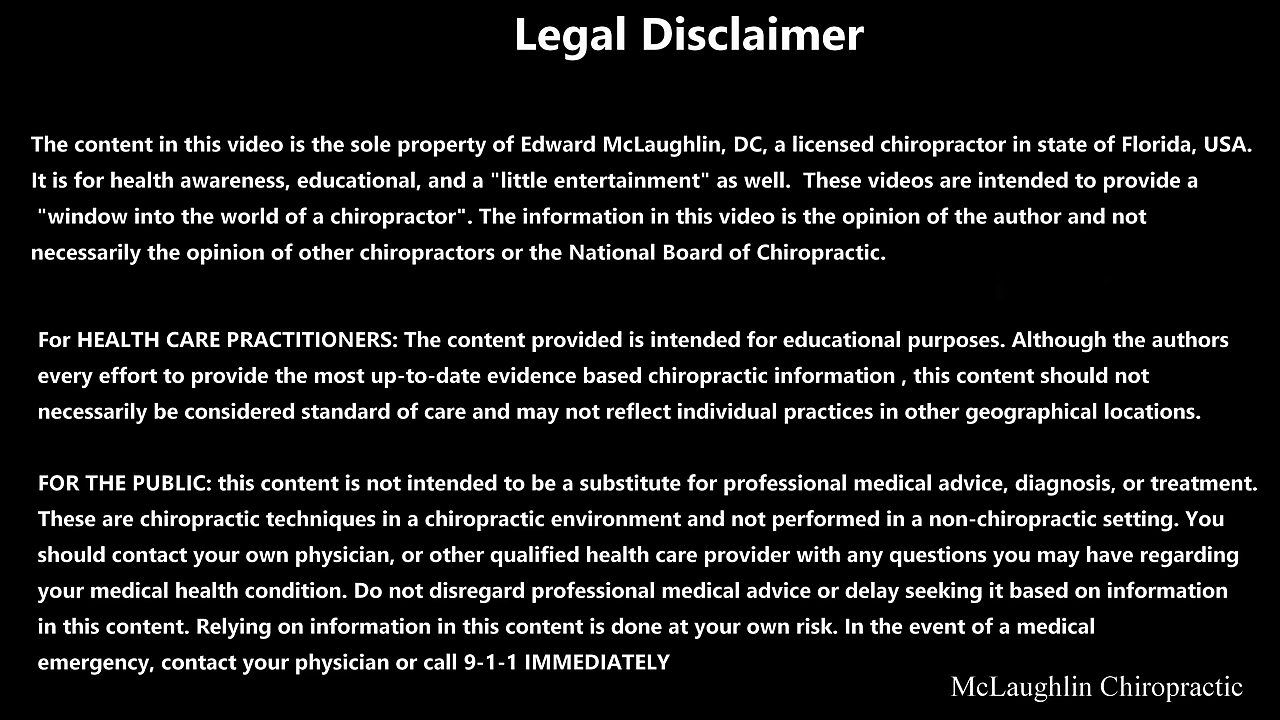 Legal Disclaimer
The content in this video is the sole property of Edward McLaughlin, DC, a licensed chiropractor in state of Florida, USA.
It is for health awareness, educational, and a "little entertainment" as well.  These videos are intended to provide a
"window into the world of a chiropractor". The information in this video is the opinion of the author and not
necessarily the opinion of other chiropractors or the National Board of Chiropractic.
For HEALTH CARE PRACTITIONERS: The content provided is intended for educational purposes. Although the authors
every effort to provide the most up-to-date evidence based chiropractic information , this content should not
necessarily be considered standard of care and may not reflect individual practices in other geographical locations.
FOR THE PUBLIC: this content is not intended to be a substitute for professional medical advice, diagnosis, or treatment.
These are chiropractic techniques in a chiropractic environment and not performed in a non-chiropractic setting. You
should contact your own physician, or other qualified health care provider with any questions you may have regarding
your medical health condition. Do not disregard professional medical advice or delay seeking it based on information
in this content. Relying on information in this content is done at your own risk. In the event of a medical
emergency, contact your physician or call 9-1-1 IMMEDIATELY
McLaughlin Chiropractic